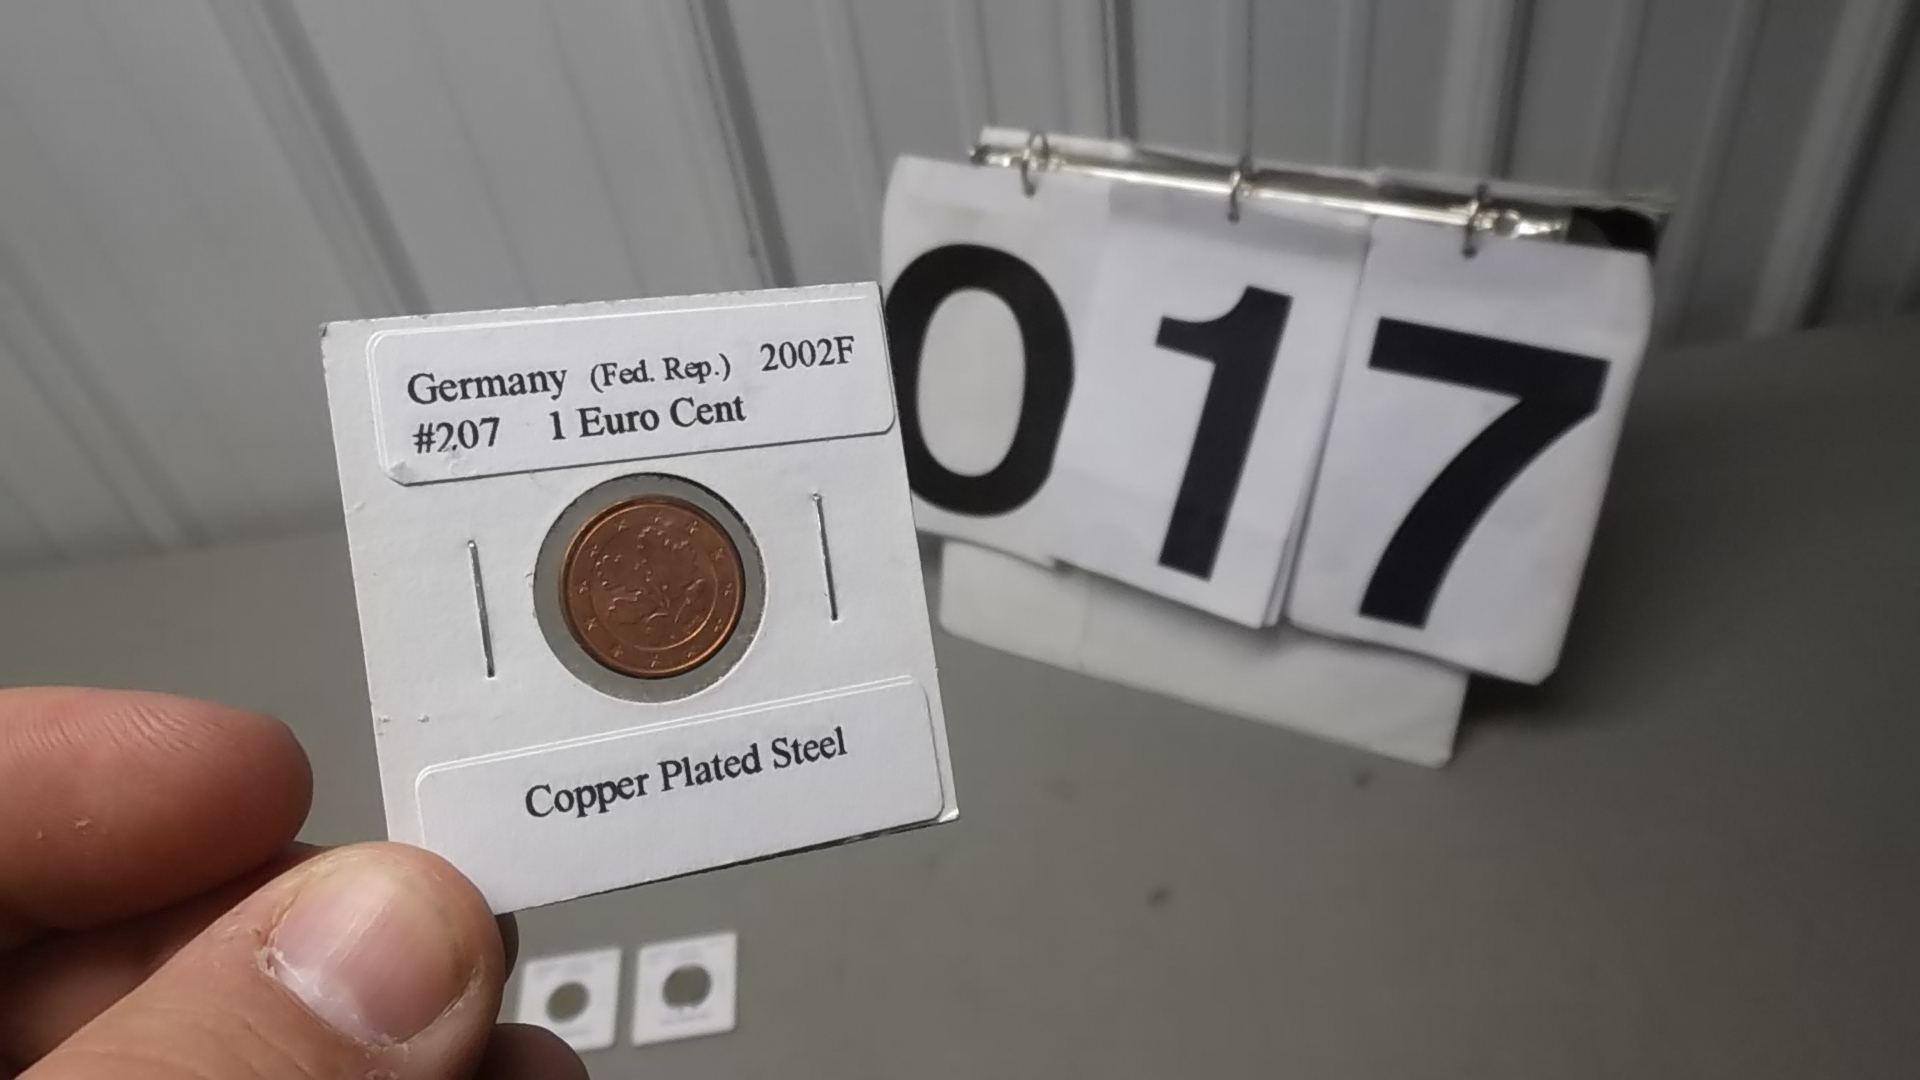 Germany (Fed. Rep.) 2002F
#207 1 Euro Cent
Copper Plated Steel
017